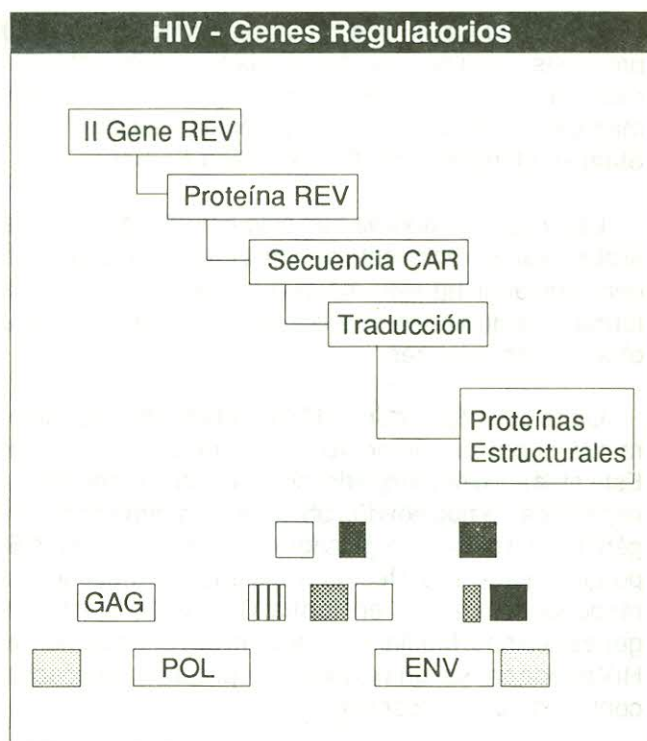 HIV - Genes Regulatorios
II Gene REV
Proteína REV
Secuencia CAR
Traducción
Proteínas
Estructurales
GAG
POL
ENV